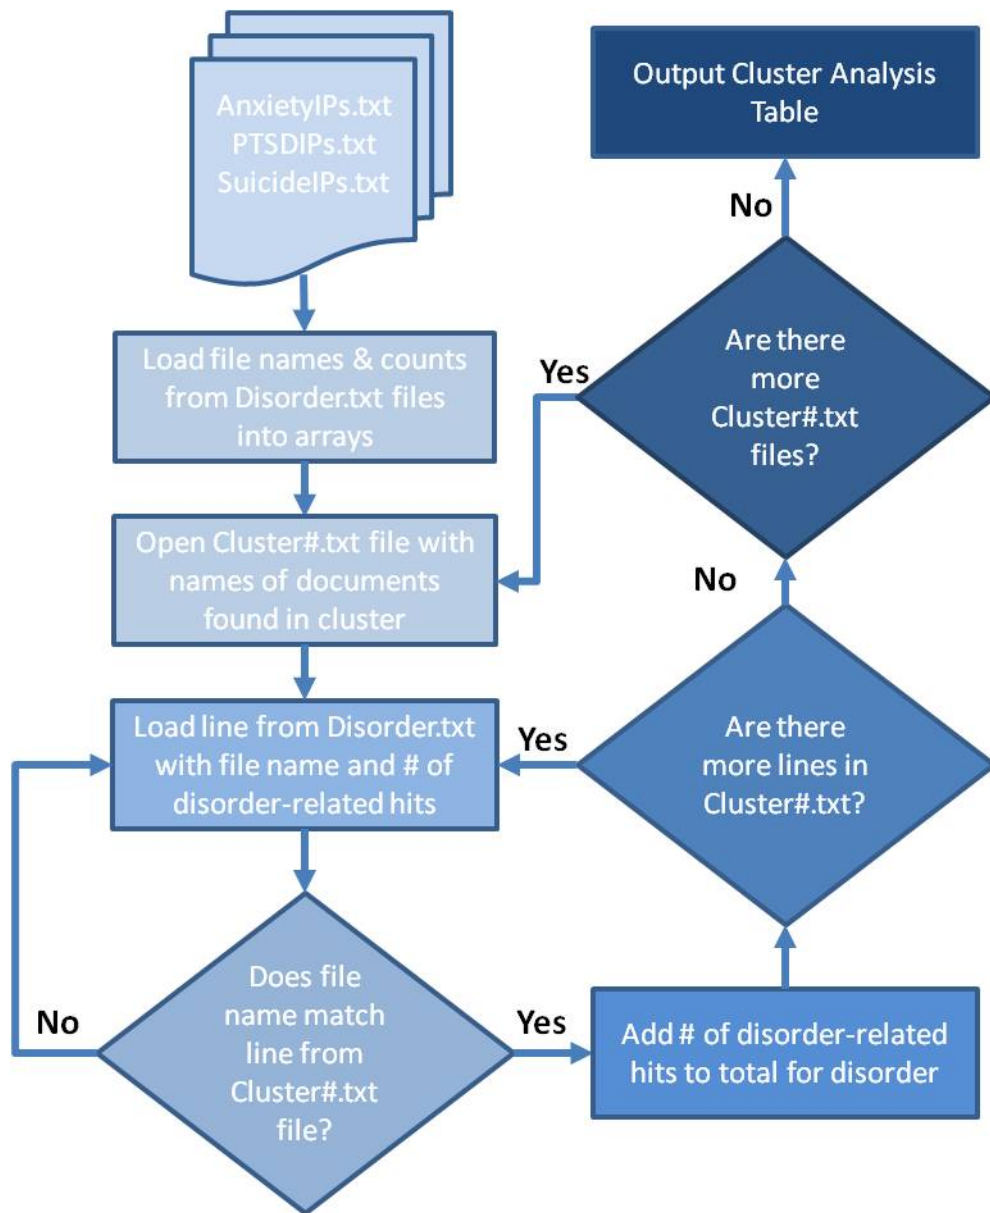 AnxietyIPs.txt
PTSDIPs.txt
SuicideIPs.txt
Load file names & counts
from Disorder.txt files
into arrays
Open Cluster#.txt file with
names of documents
found in cluster
Load line from Disorder.txt
with file name and # of
disorder-related hits
Does file
name match
line from
Cluster#.txt
file?
No
Yes
Add # of disorder-related
hits to total for disorder
Are there
more lines in
Cluster#.txt?
Yes
No
Are there
more
Cluster#.txt
files?
Yes
No
Output Cluster Analysis
Table